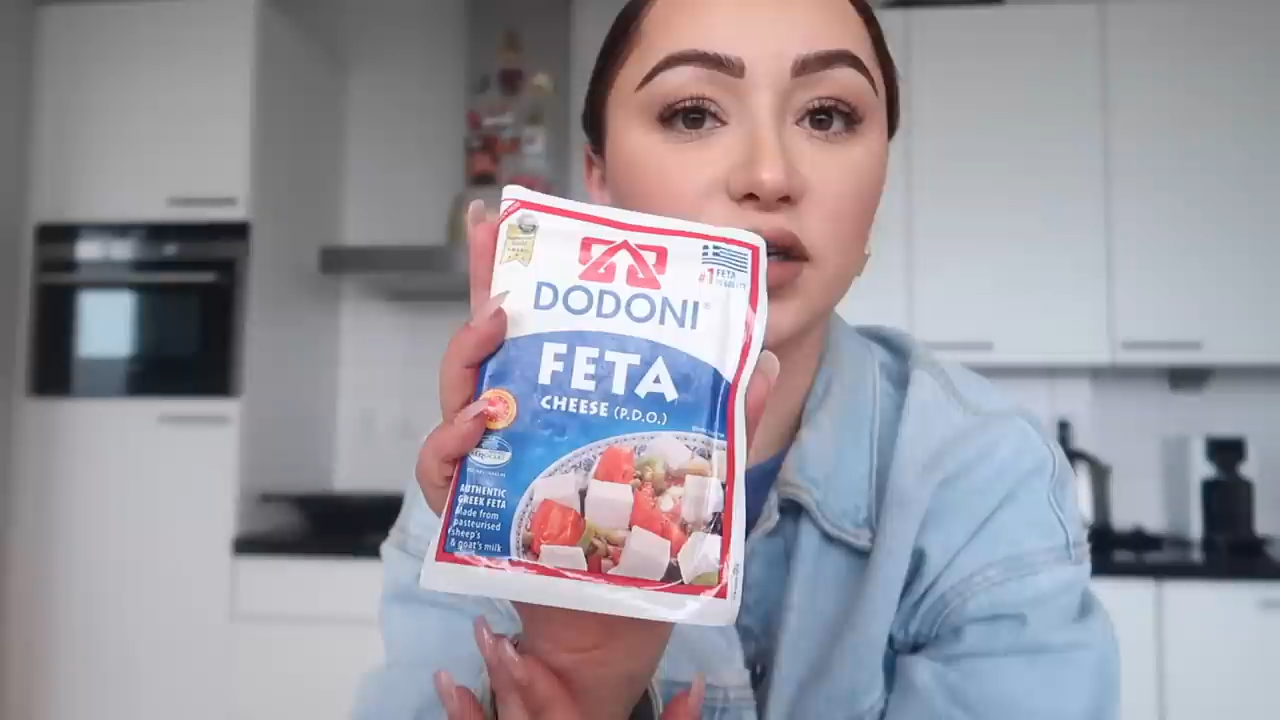 DODONI
#1 FETA
FETA
CHEESE (P.D.O.)
AUTHENTIC
GREEK FETA
Made from
pasteurised
sheep's
& goat's milk